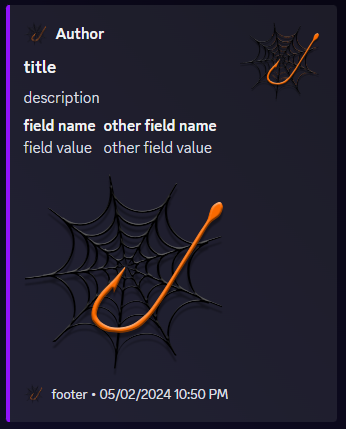 Author
title
description
field name other field name
field value other field value
footer • 05/02/2024 10:50 PM